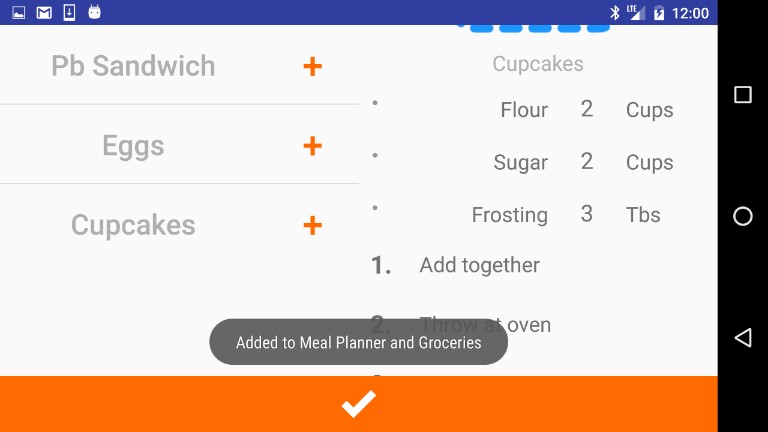 LTE 12:00
Pb Sandwich +
Eggs +
Cupcakes +
Cupcakes
• Flour 2 Cups
• Sugar 2 Cups
• Frosting 3 Tbs
1. Add together
2. Throw at oven
Added to Meal Planner and Groceries